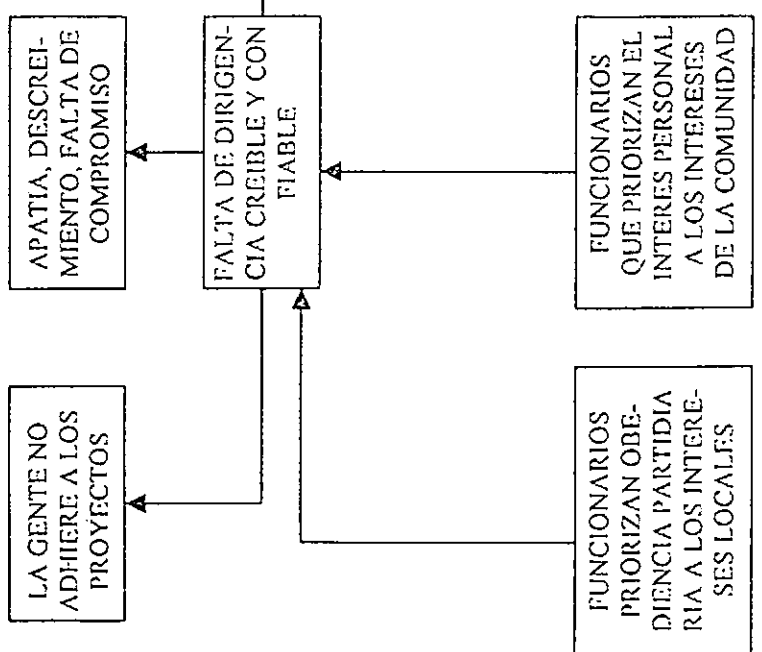 LA GENTE NO
ADHIERE A LOS
PROYECTOS
APATIA, DESCREI-
MIENTO, FALTA DE
COMPROMISO
FALTA DE DIRIGEN-
CIA CREIBLE Y CON
FIABLE
FUNCIONARIOS
PRIORIZAN OBE-
DIENCIA PARTIDIA
RIA A LOS INTERE-
SES LOCALES
FUNCIONARIOS
QUE PRIORIZAN EL
INTERES PERSONAL
A LOS INTERESES
DE LA COMUNIDAD